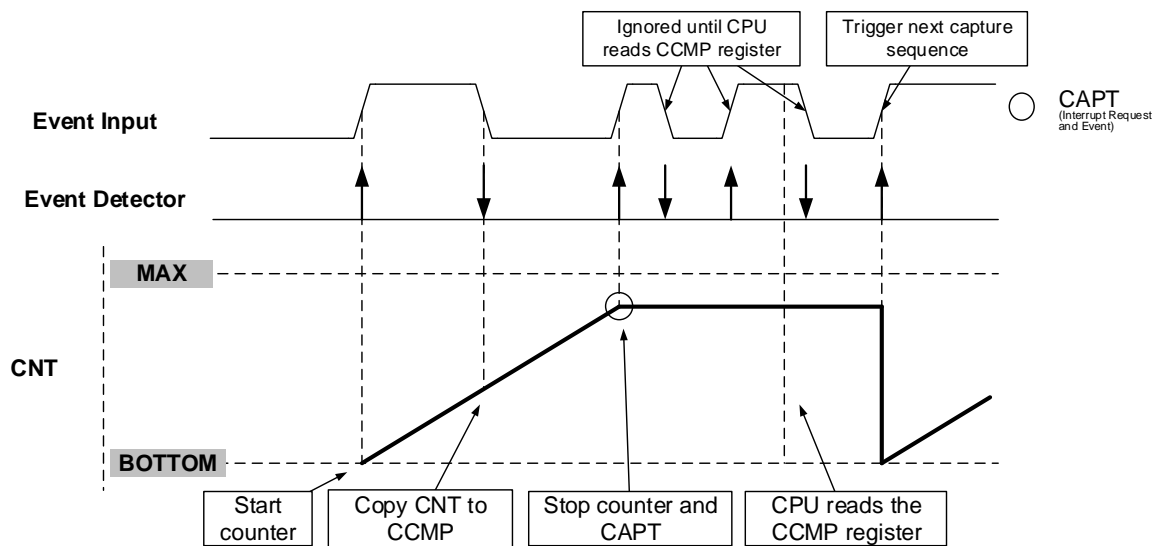 Ignored until CPU
reads CCMP register
Trigger next capture
sequence
CAPT
(Interrupt Request
and Event)
Event Input
Event Detector
MAX
CNT
BOTTOM
Start
counter
Copy CNT to
CCMP
Stop counter and
CAPT
CPU reads the
CCMP register